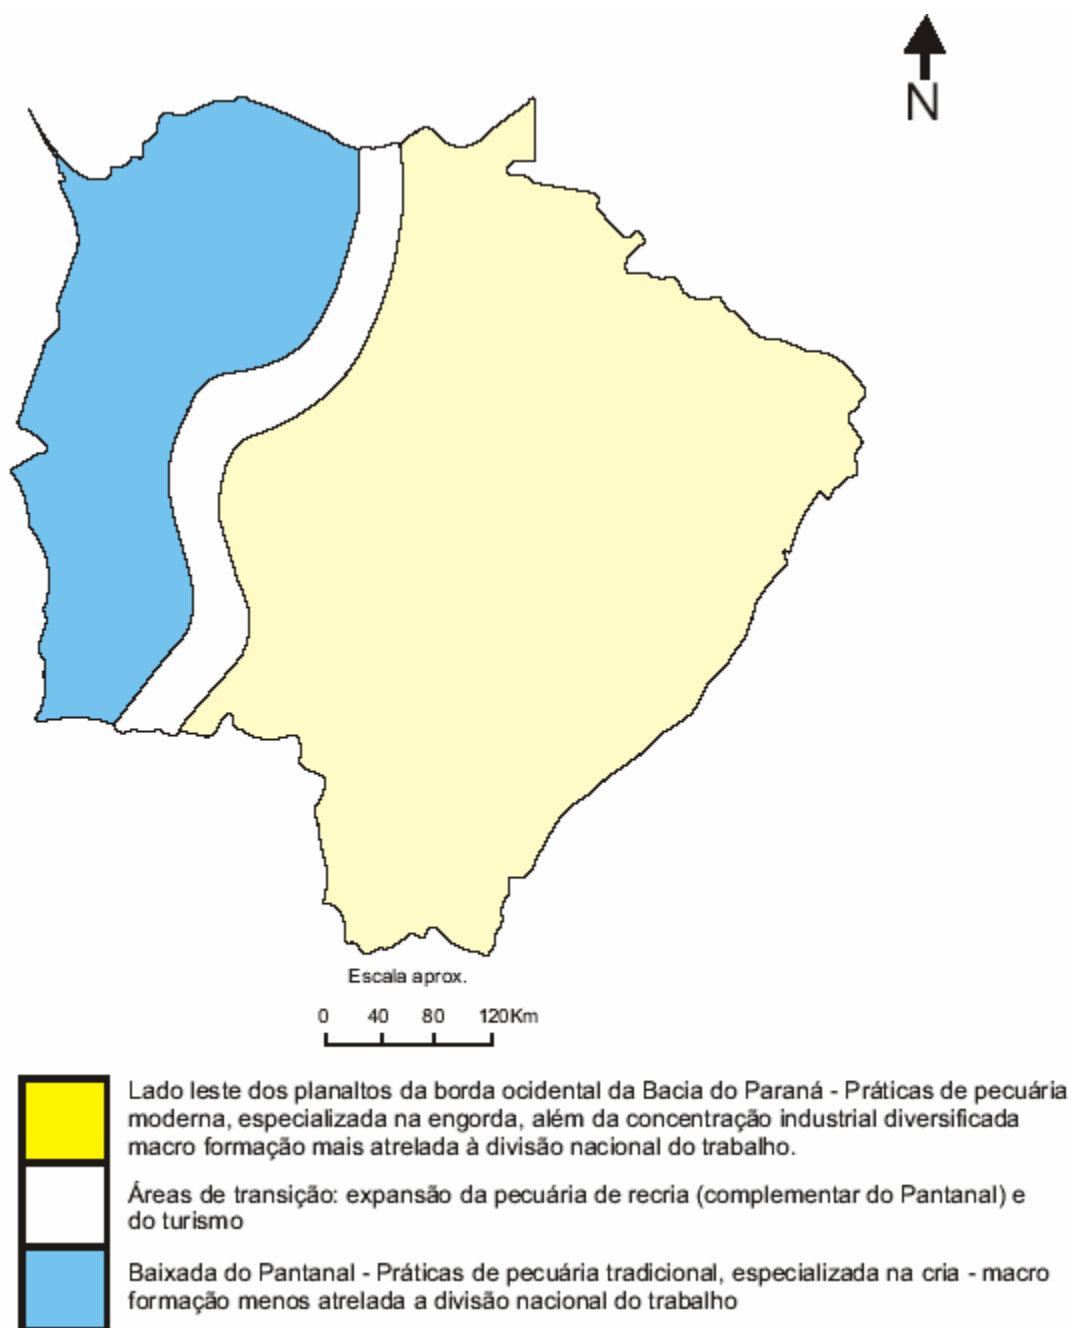 N
Escala aprox.
0 40 80 120Km
Lado leste dos planaltos da borda ocidental da Bacia do Paraná - Práticas de pecuária
moderna, especializada na engorda, além da concentração industrial diversificada
macro formação mais atrelada à divisão nacional do trabalho.
Áreas de transição: expansão da pecuária de recria (complementar do Pantanal) e
do turismo
Baixada do Pantanal - Práticas de pecuária tradicional, especializada na cria - macro
formação menos atrelada a divisão nacional do trabalho